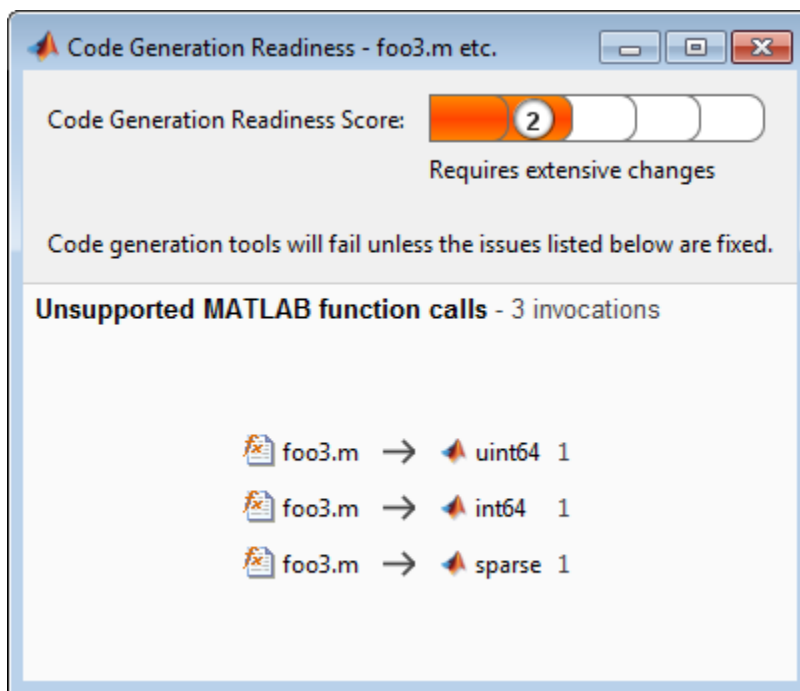 Code Generation Readiness - foo3.m etc.
Code Generation Readiness Score: 2
Requires extensive changes
Code generation tools will fail unless the issues listed below are fixed.
Unsupported MATLAB function calls - 3 invocations
foo3.m → uint64 1
foo3.m → int64 1
foo3.m → sparse 1